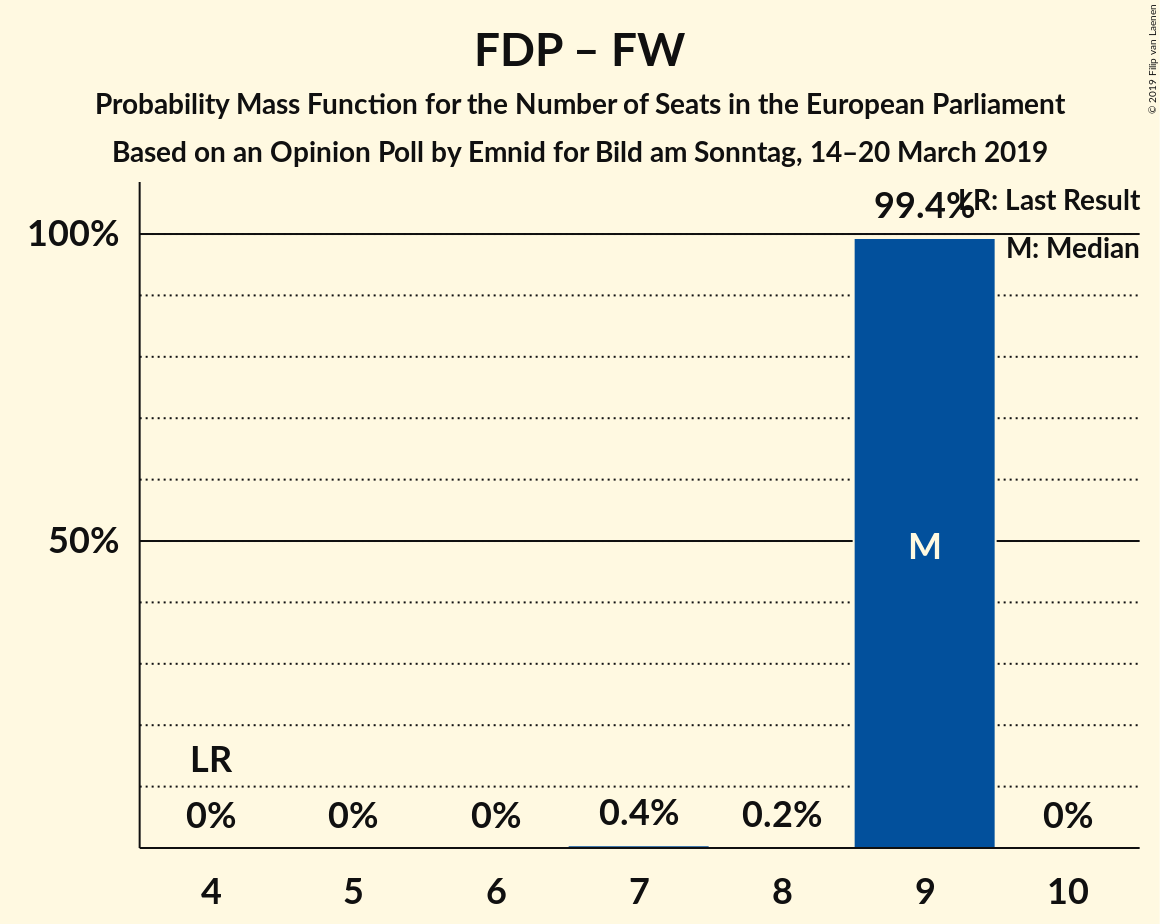 FDP – FW
Probability Mass Function for the Number of Seats in the European Parliament
Based on an Opinion Poll by Emnid for Bild am Sonntag, 14–20 March 2019
© 2019 Filip van Laenen
99.4%
LR: Last Result
M: Median
100%
50%
M
LR
0%
0%
0%
0.4%
0.2%
0%
4
5
6
7
8
9
10